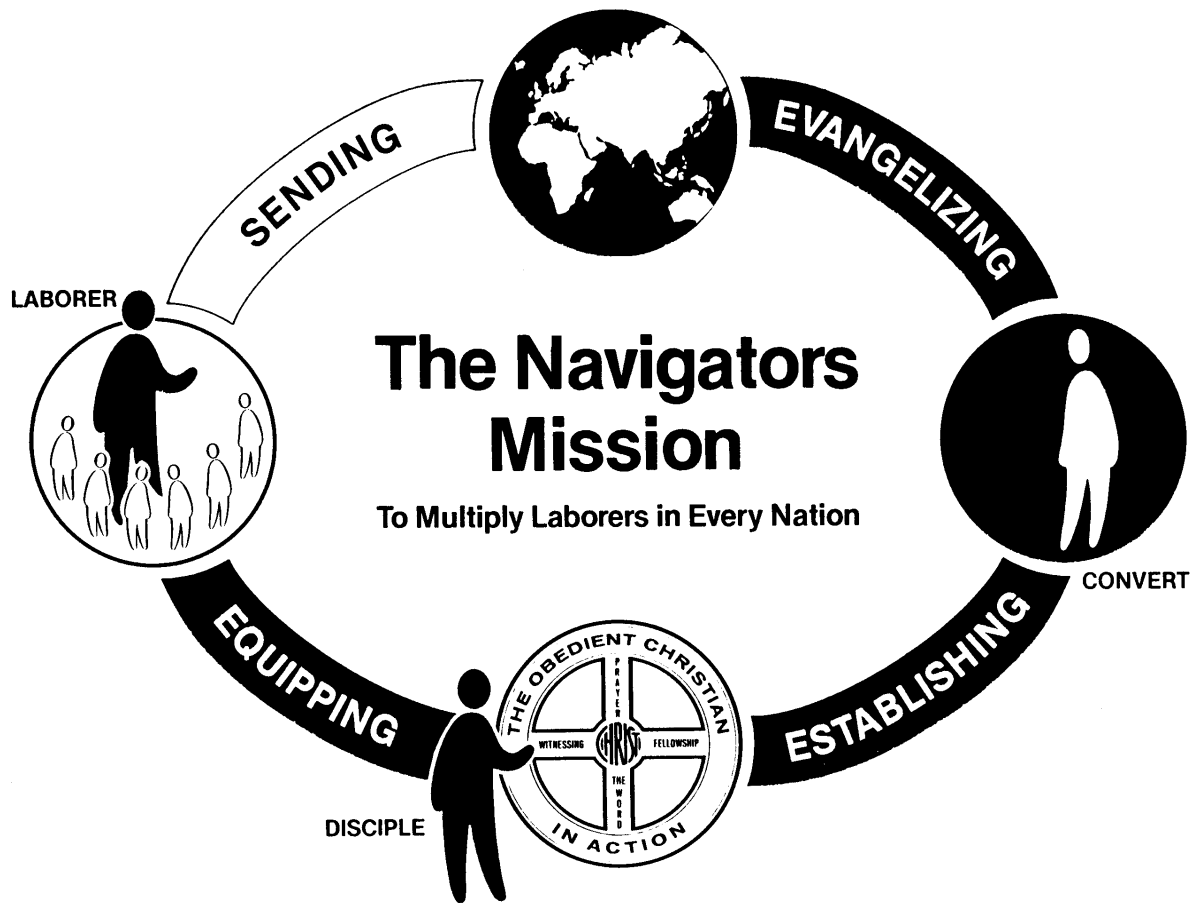 SENDING
EVANGELIZING
LABORER
The Navigators
Mission
To Multiply Laborers in Every Nation
CONVERT
EQUIPPING
ESTABLISHING
THE OBEDIENT CHRISTIAN
PRAYER
WITNESSING
CHRIST
FELLOWSHIP
THE WORD
IN ACTION
DISCIPLE